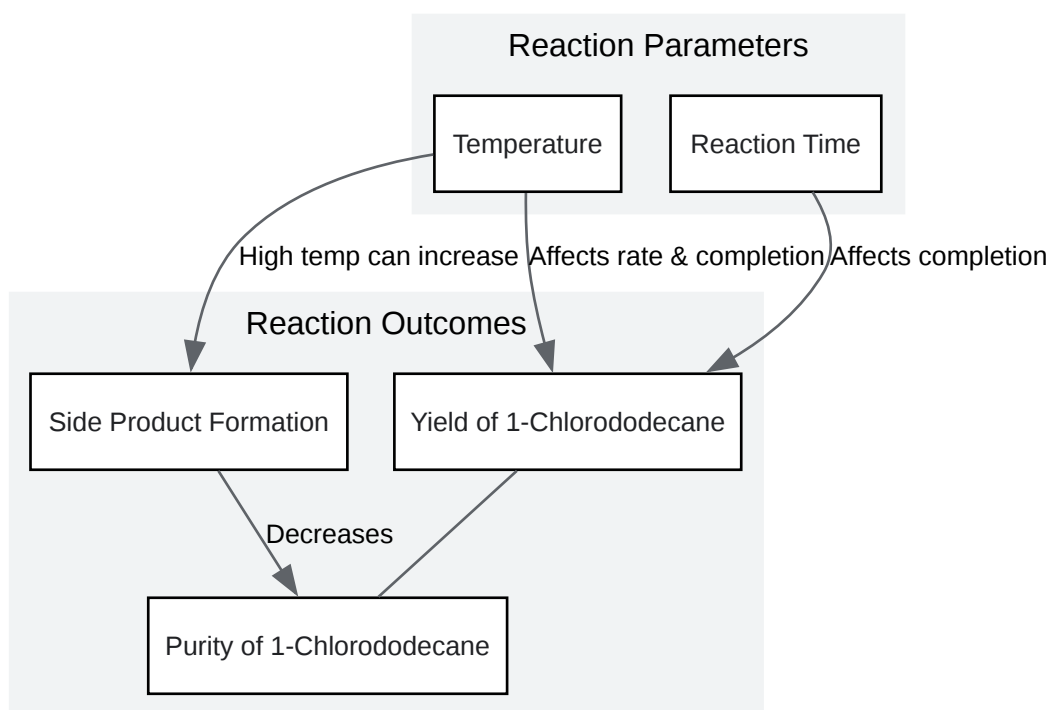 Reaction Parameters
Temperature
Reaction Time
High temp can increase
Affects rate & completion
Affects completion
Reaction Outcomes
Side Product Formation
Yield of 1-Chlorododecane
Decreases
Purity of 1-Chlorododecane